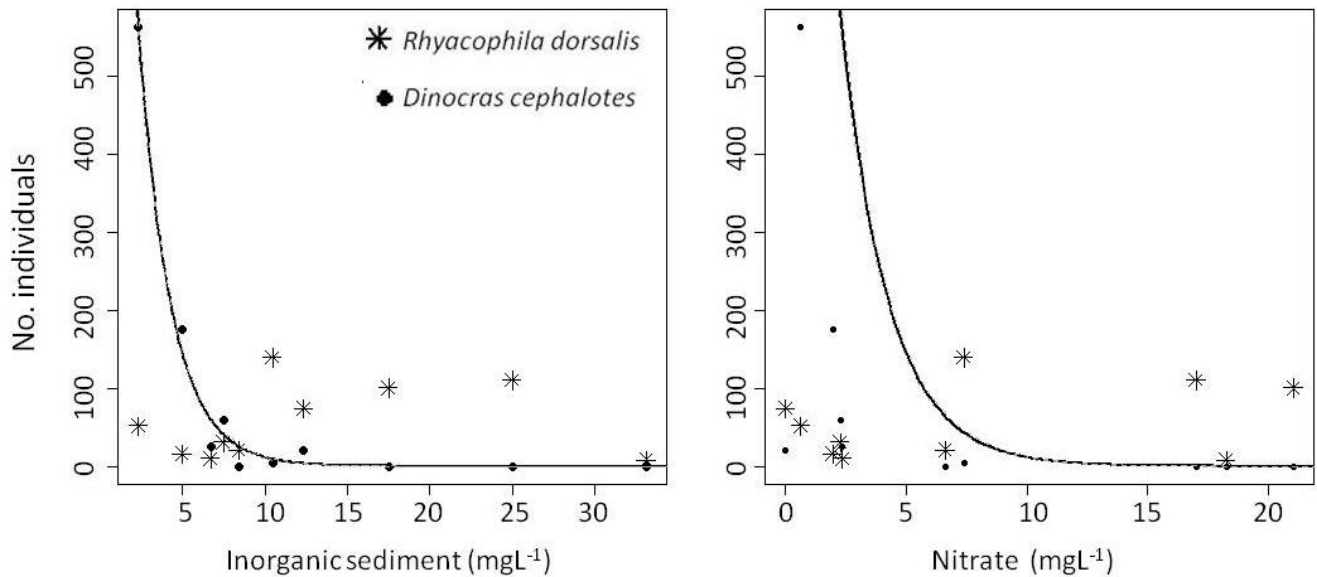 Rhyacophila dorsalis
Dinocras cephalotes
No. individuals
500
400
300
200
100
0
5 10 15 20 25 30
Inorganic sediment (mgL-1)
500
400
300
200
100
0
0 5 10 15 20
Nitrate (mgL-1)